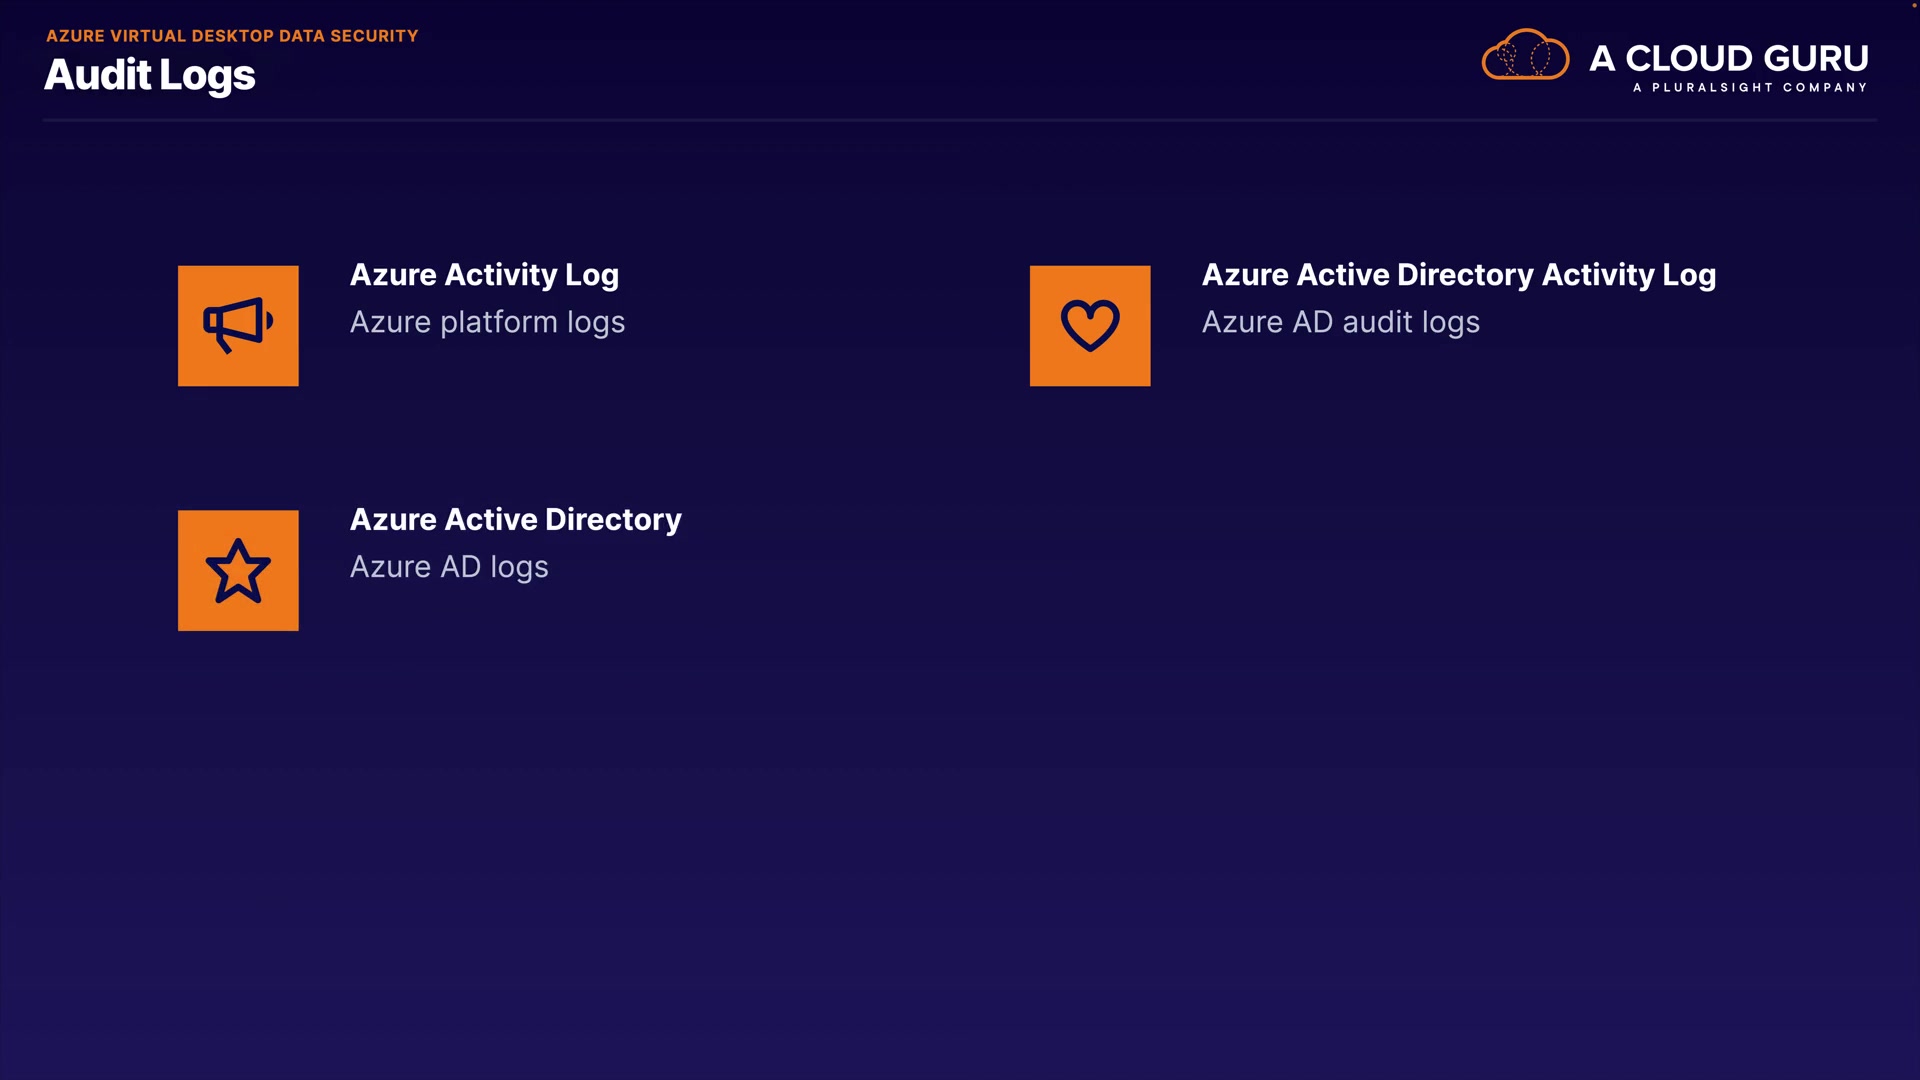 AZURE VIRTUAL DESKTOP DATA SECURITY
Audit Logs
A CLOUD GURU
A PLURALSIGHT COMPANY
Azure Activity Log
Azure platform logs
Azure Active Directory Activity Log
Azure AD audit logs
Azure Active Directory
Azure AD logs